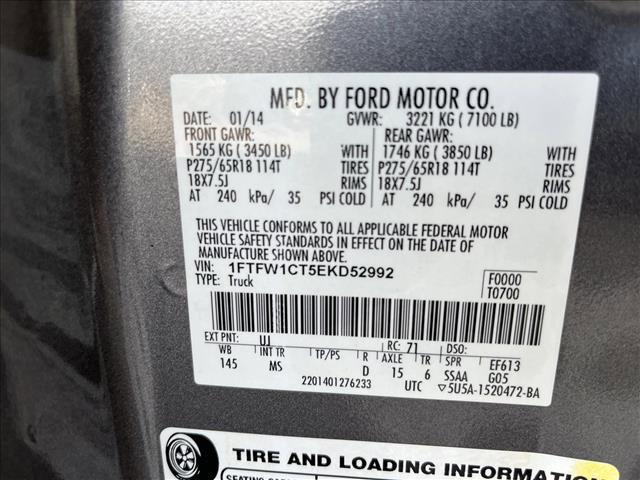 MFD. BY FORD MOTOR CO.
DATE: 01/14 GVWR: 3221 KG ( 7100 LB)
FRONT GAWR: REAR GAWR:
1565 KG ( 3450 LB) WITH 1746 KG ( 3850 LB) WITH
P275/65R18 114T TIRES P275/65R18 114T TIRES
18X7.5J RIMS 18X7.5J RIMS
AT 240 kPa/ 35 PSI COLD AT 240 kPa/ 35 PSI COLD
THIS VEHICLE CONFORMS TO ALL APPLICABLE FEDERAL MOTOR
VEHICLE SAFETY STANDARDS IN EFFECT ON THE DATE OF
MANUFACTURE SHOWN ABOVE.
VIN: 1FTFW1CT5EKD52992 F0000
TYPE: Truck T0700
EXT PNT: UJ RC: 71 DSO:
WB INT TR TP/PS R AXLE TR SPR EF613
145 MS D 15 6 SSAA G05
2201401276233 UTC ▽5U5A-1520472-BA
TIRE AND LOADING INFORMATION